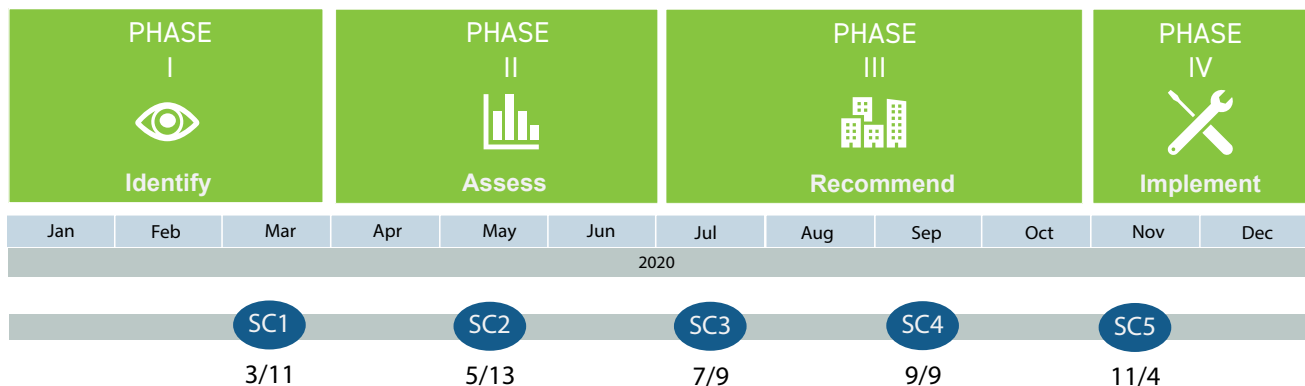 PHASE
I
Identify
PHASE
II
Assess
PHASE
III
Recommend
PHASE
IV
Implement
Jan Feb Mar Apr May Jun Jul Aug Sep Oct Nov Dec
2020
SC1 SC2 SC3 SC4 SC5
3/11 5/13 7/9 9/9 11/4